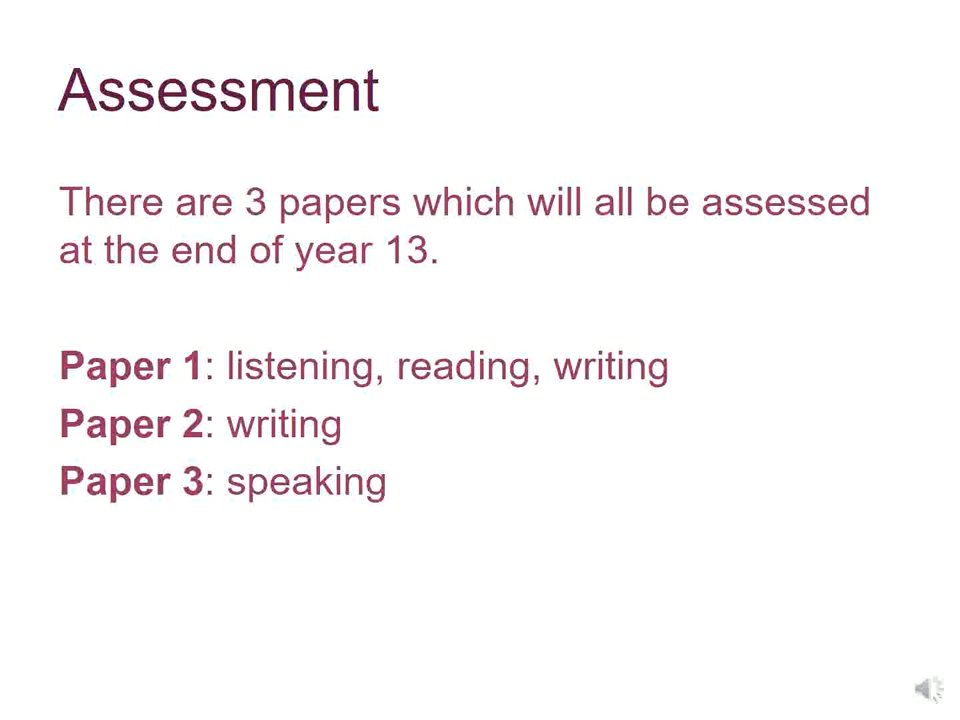 Assessment
There are 3 papers which will all be assessed
at the end of year 13.
Paper 1: listening, reading, writing
Paper 2: writing
Paper 3: speaking